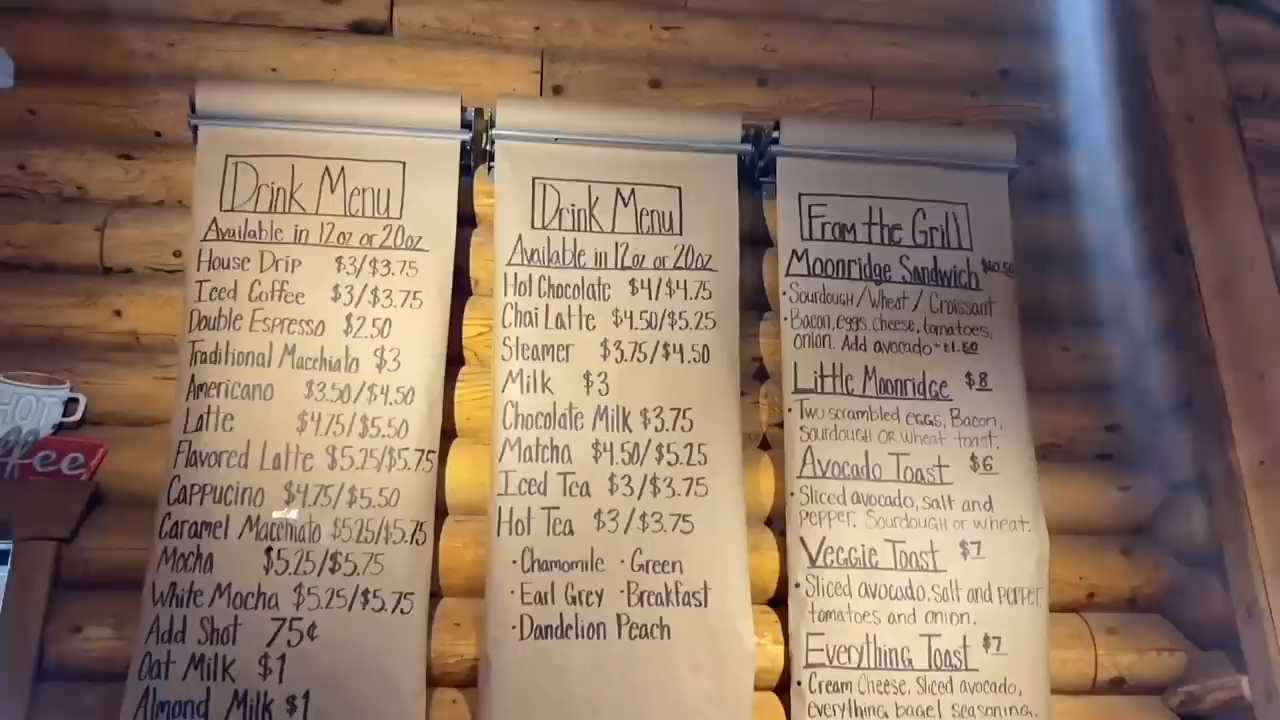 Drink Menu
Available in 12oz or 20oz
House Drip $3/$3.75
Iced Coffee $3/$3.75
Double Espresso $2.50
Traditional Macchiato $3
Americano $3.50/$4.50
Latte $4.75/$5.50
Flavored Latte $5.25/$5.75
Cappucino $4.75/$5.50
Caramel Macchiato $5.25/$5.75
Mocha $5.25/$5.75
White Mocha $5.25/$5.75
Add Shot 75¢
Oat Milk $1
Almond Milk $1
Drink Menu
Available in 12oz or 20oz
Hot Chocolate $4/$4.75
Chai Latte $4.50/$5.25
Steamer $3.75/$4.50
Milk $3
Chocolate Milk $3.75
Matcha $4.50/$5.25
Iced Tea $3/$3.75
Hot Tea $3/$3.75
·Chamomile ·Green
·Earl Grey ·Breakfast
·Dandelion Peach
From the Grill
Moonridge Sandwich
·Sourdough/Wheat/Croissant
·Bacon, eggs, cheese, tomatoes,
onion. Add avocado
Little Moonridge $8
·Two scrambled eggs, Bacon,
Sourdough or wheat toast.
Avocado Toast $6
·Sliced avocado, salt and
pepper. Sourdough or wheat.
Veggie Toast $7
·Sliced avocado, salt and pepper,
tomatoes and onion.
Everything Toast $7
·Cream Cheese, Sliced avocado,
everything bagel seasoning.
HOT
ffee